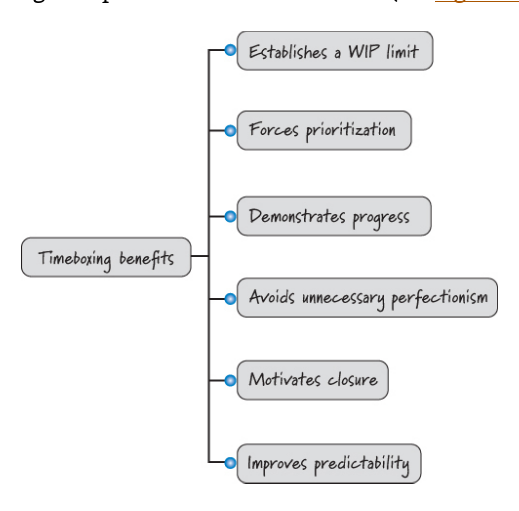 Establishes a WIP limit
Forces prioritization
Demonstrates progress
Timeboxing benefits
Avoids unnecessary perfectionism
Motivates closure
Improves predictability